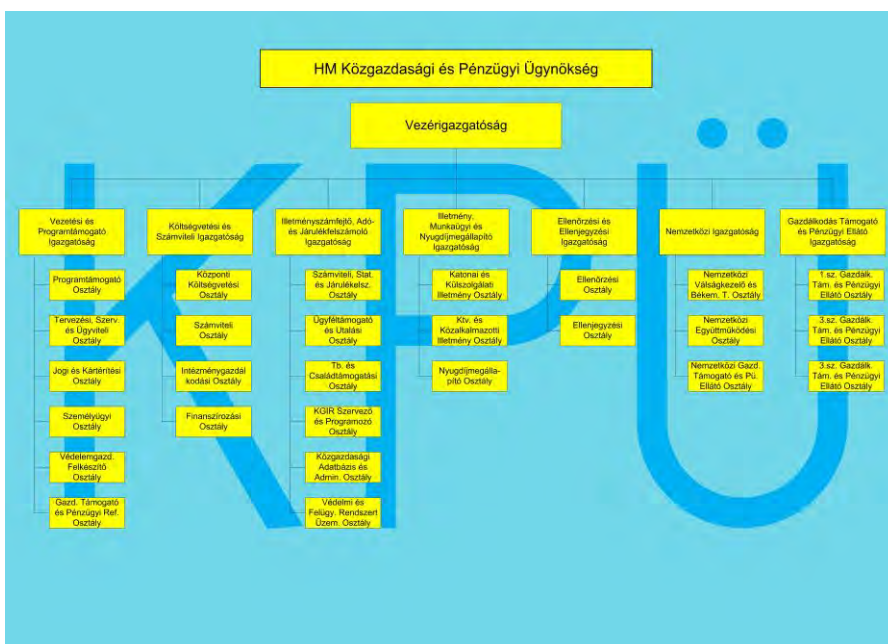 HM Közgazdasági és Pénzügyi Ügynökség
Vezérigazgatóság
Vezetési és
Programtámogató
Igazgatóság
Programtámogató
Osztály
Tervezési, Szerv.
és Ügyviteli
Osztály
Jogi és Kártérítési
Osztály
Személyügyi
Osztály
Védelemgazd.
Felkészítő
Osztály
Gazd. Támogató
és Pénzügyi Ref.
Osztály
Költségvetési és
Számviteli Igazgatóság
Központi
Költségvetési
Osztály
Számviteli
Osztály
Intézménygazdál
kodási Osztály
Finanszírozási
Osztály
Illetményszámfejtő, Adó-
és Járulékfelszámoló
Igazgatóság
Számviteli, Stat.
és Járulékelsz.
Osztály
Ügyféltámogató
és Utalási
Osztály
Tb. és
Családtámogatási
Osztály
KGIR Szervező
és Programozó
Osztály
Közgazdasági
Adatbázis és
Admin. Osztály
Védelmi és
Felügy. Rendszert
Üzem. Osztály
Illetmény,
Munkaügyi és
Nyugdíjmegállapító
Igazgatóság
Katonai és
Külszolgálati
Illetmény Osztály
Ktv. és
Közalkalmazotti
Illetmény Osztály
Nyugdíjmegálla-
pító Osztály
Ellenőrzési és
Ellenjegyzési
Igazgatóság
Ellenőrzési
Osztály
Ellenjegyzési
Osztály
Nemzetközi Igazgatóság
Nemzetközi
Válságkezelő és
Békem. T. Osztály
Nemzetközi
Együttműködési
Osztály
Nemzetközi Gazd.
Támogató és Pü.
Ellátó Osztály
Gazdálkodás Támogató
és Pénzügyi Ellátó
Igazgatóság
1.sz. Gazdálk.
Tám. és Pénzügyi
Ellátó Osztály
3.sz. Gazdálk.
Tám. és Pénzügyi
Ellátó Osztály
3.sz. Gazdálk.
Tám. és Pénzügyi
Ellátó Osztály
KPÜ